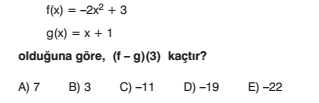 f(x) = –2x² + 3
g(x) = x + 1
olduğuna göre, (f – g)(3) kaçtır?
A) 7 B) 3 C) –11 D) –19 E) –22